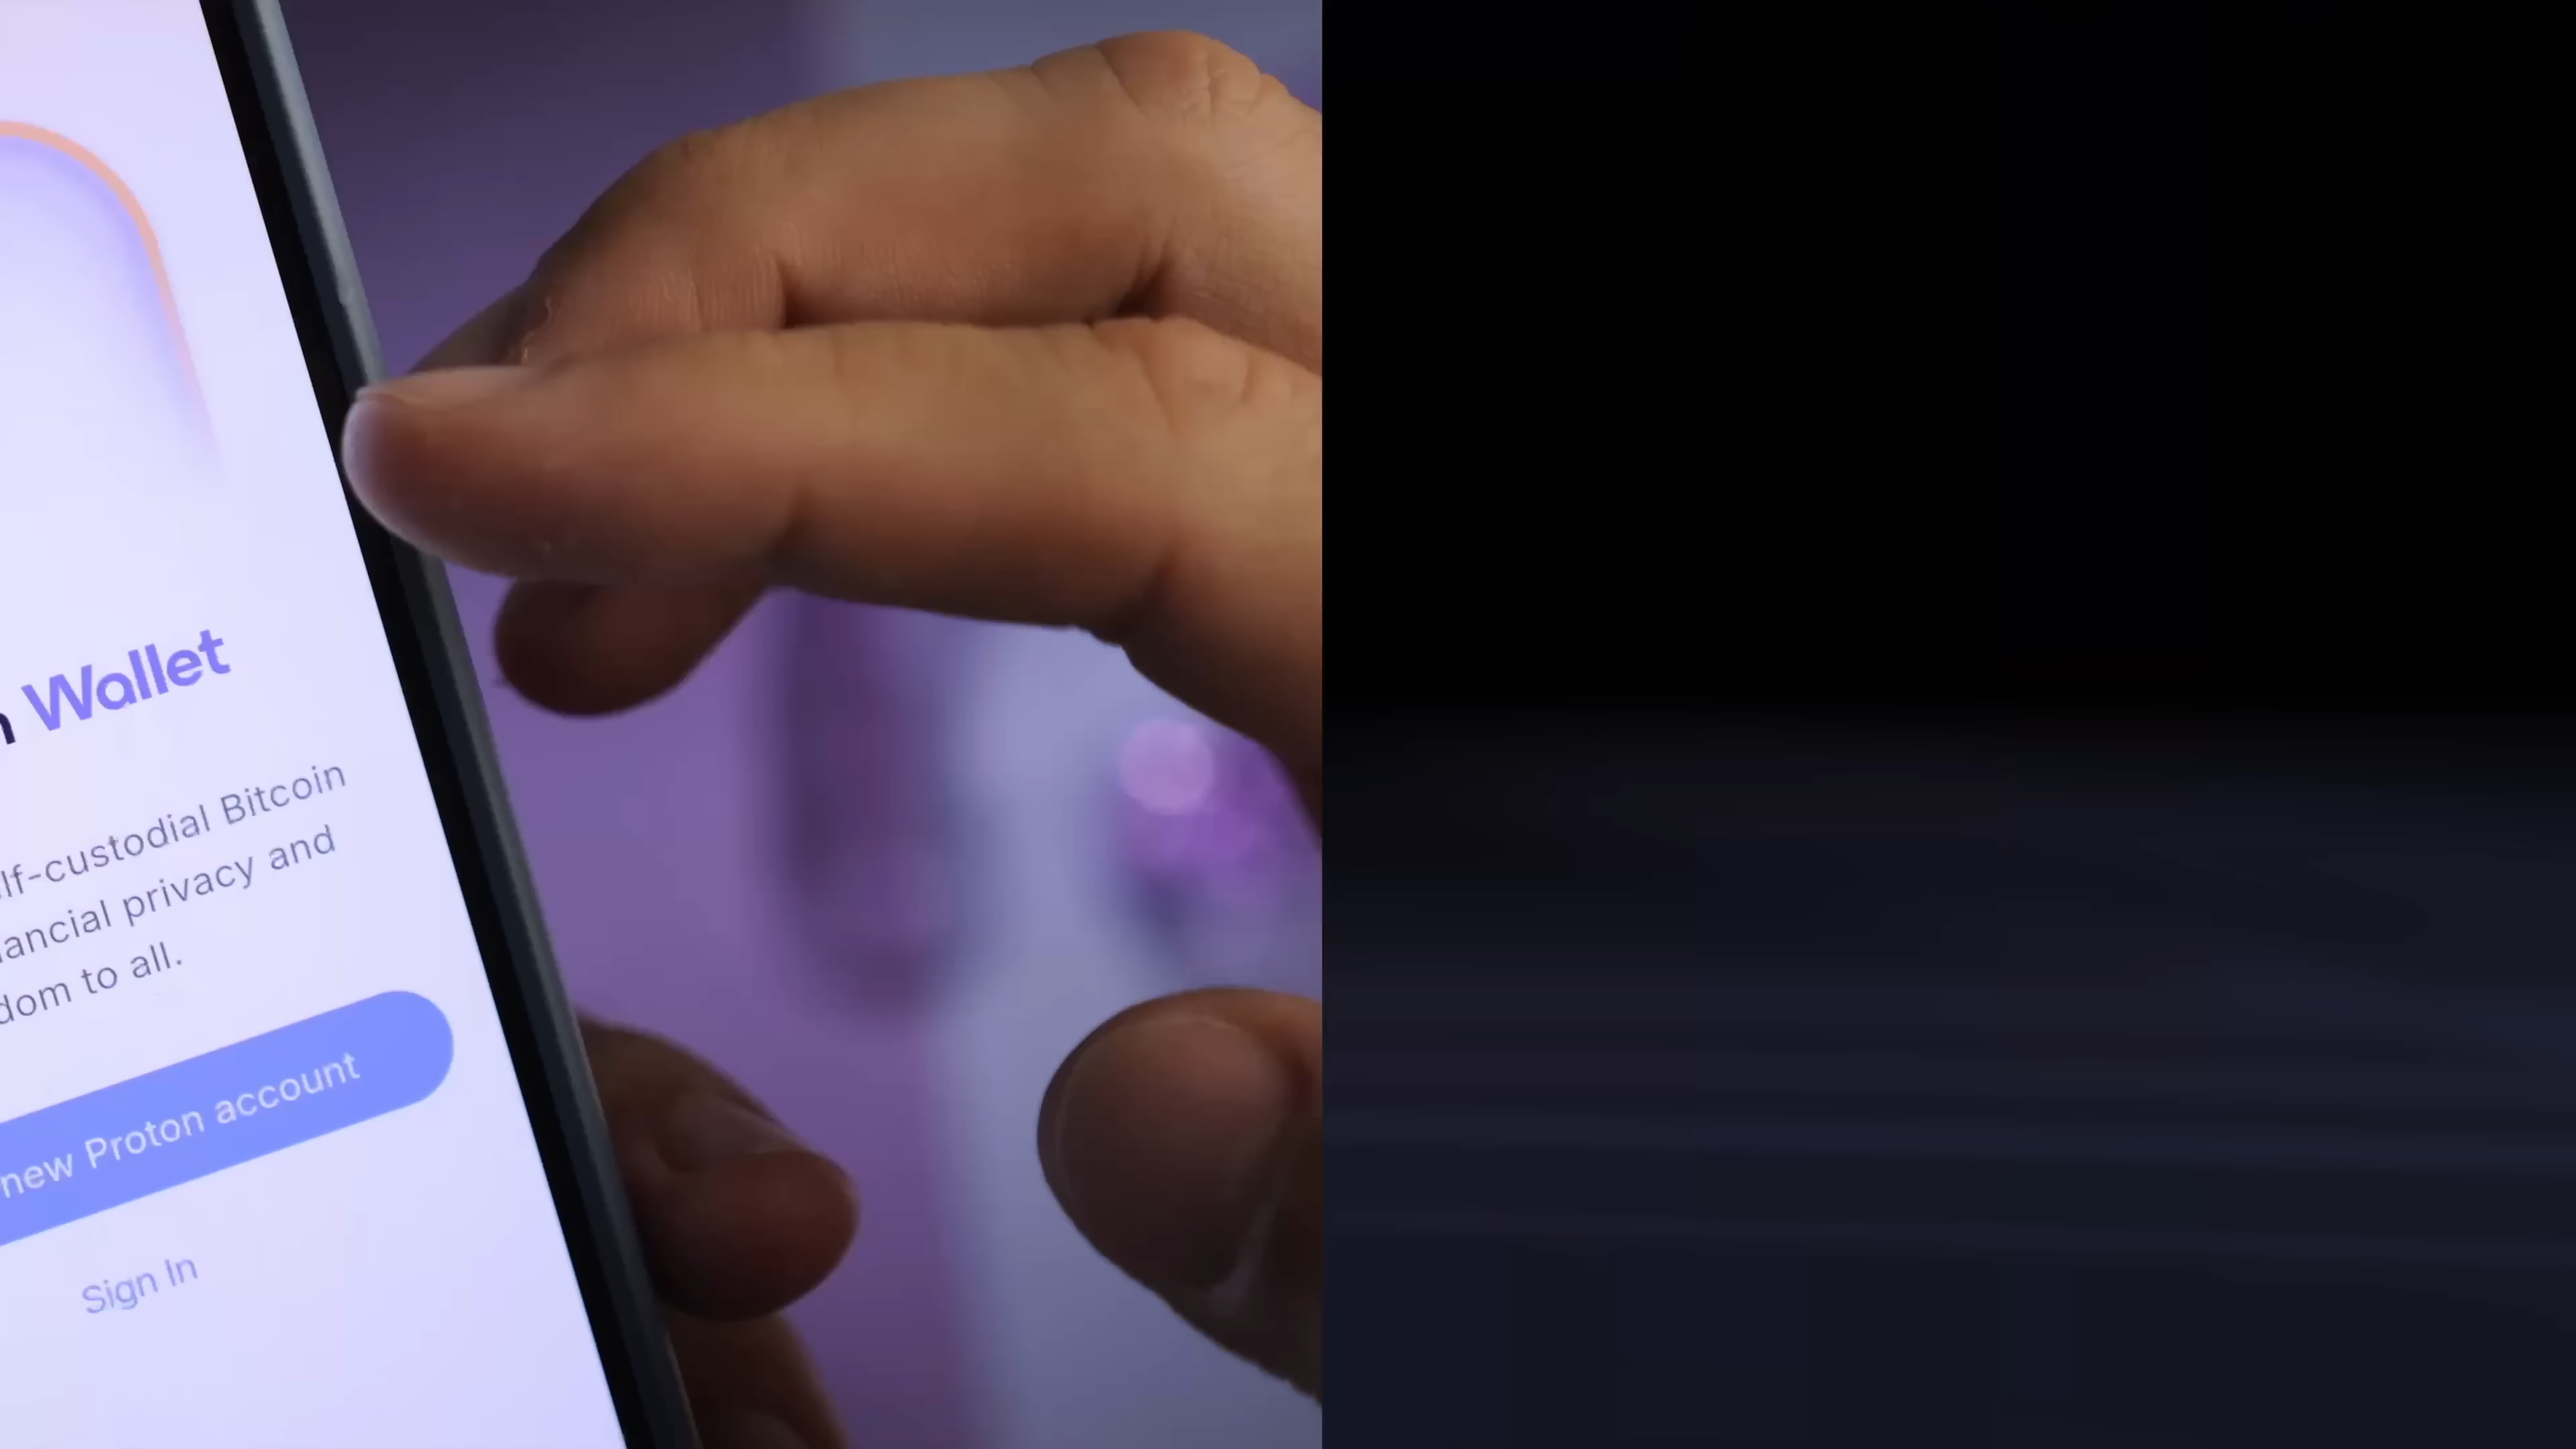 n Wallet
lf-custodial Bitcoin
ancial privacy and
dom to all.
new Proton account
Sign In